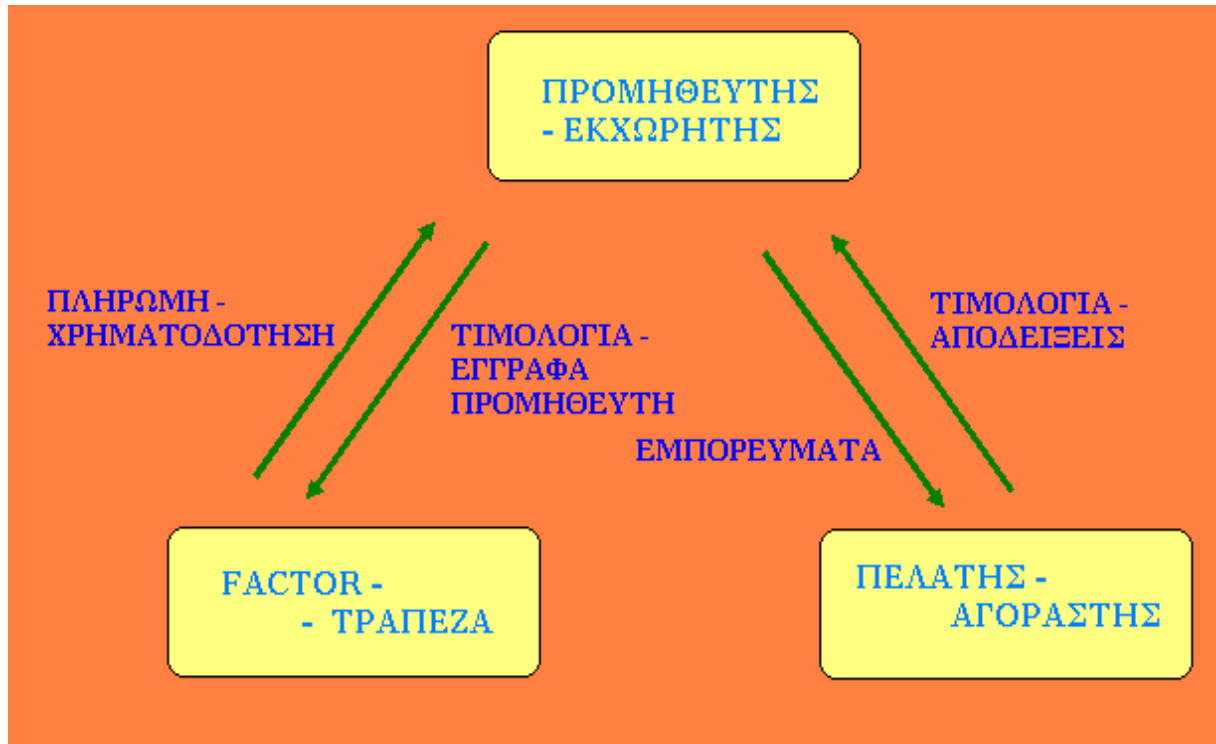 ΠΡΟΜΗΘΕΥΤΗΣ
- ΕΚΧΩΡΗΤΗΣ
ΠΛΗΡΩΜΗ -
ΧΡΗΜΑΤΟΔΟΤΗΣΗ
ΤΙΜΟΛΟΓΙΑ -
ΕΓΓΡΑΦΑ
ΠΡΟΜΗΘΕΥΤΗ
ΕΜΠΟΡΕΥΜΑΤΑ
ΤΙΜΟΛΟΓΙΑ -
ΑΠΟΔΕΙΞΕΙΣ
FACTOR -
- ΤΡΑΠΕΖΑ
ΠΕΛΑΤΗΣ -
ΑΓΟΡΑΣΤΗΣ